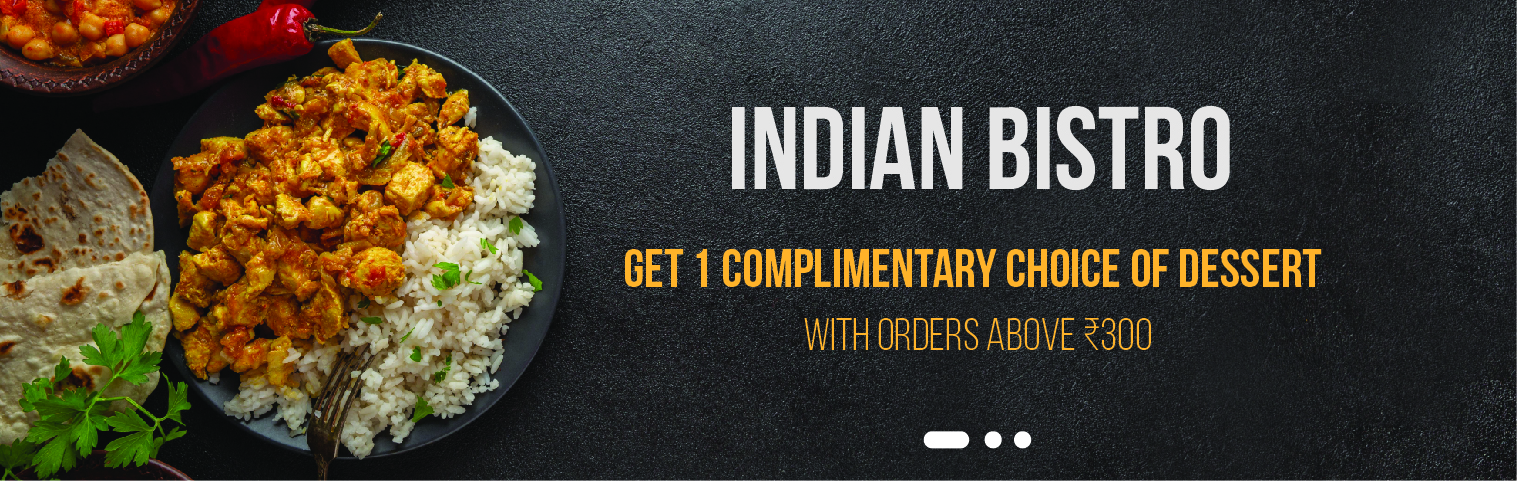 INDIAN BISTRO
GET 1 COMPLIMENTARY CHOICE OF DESSERT
WITH ORDERS ABOVE ₹300